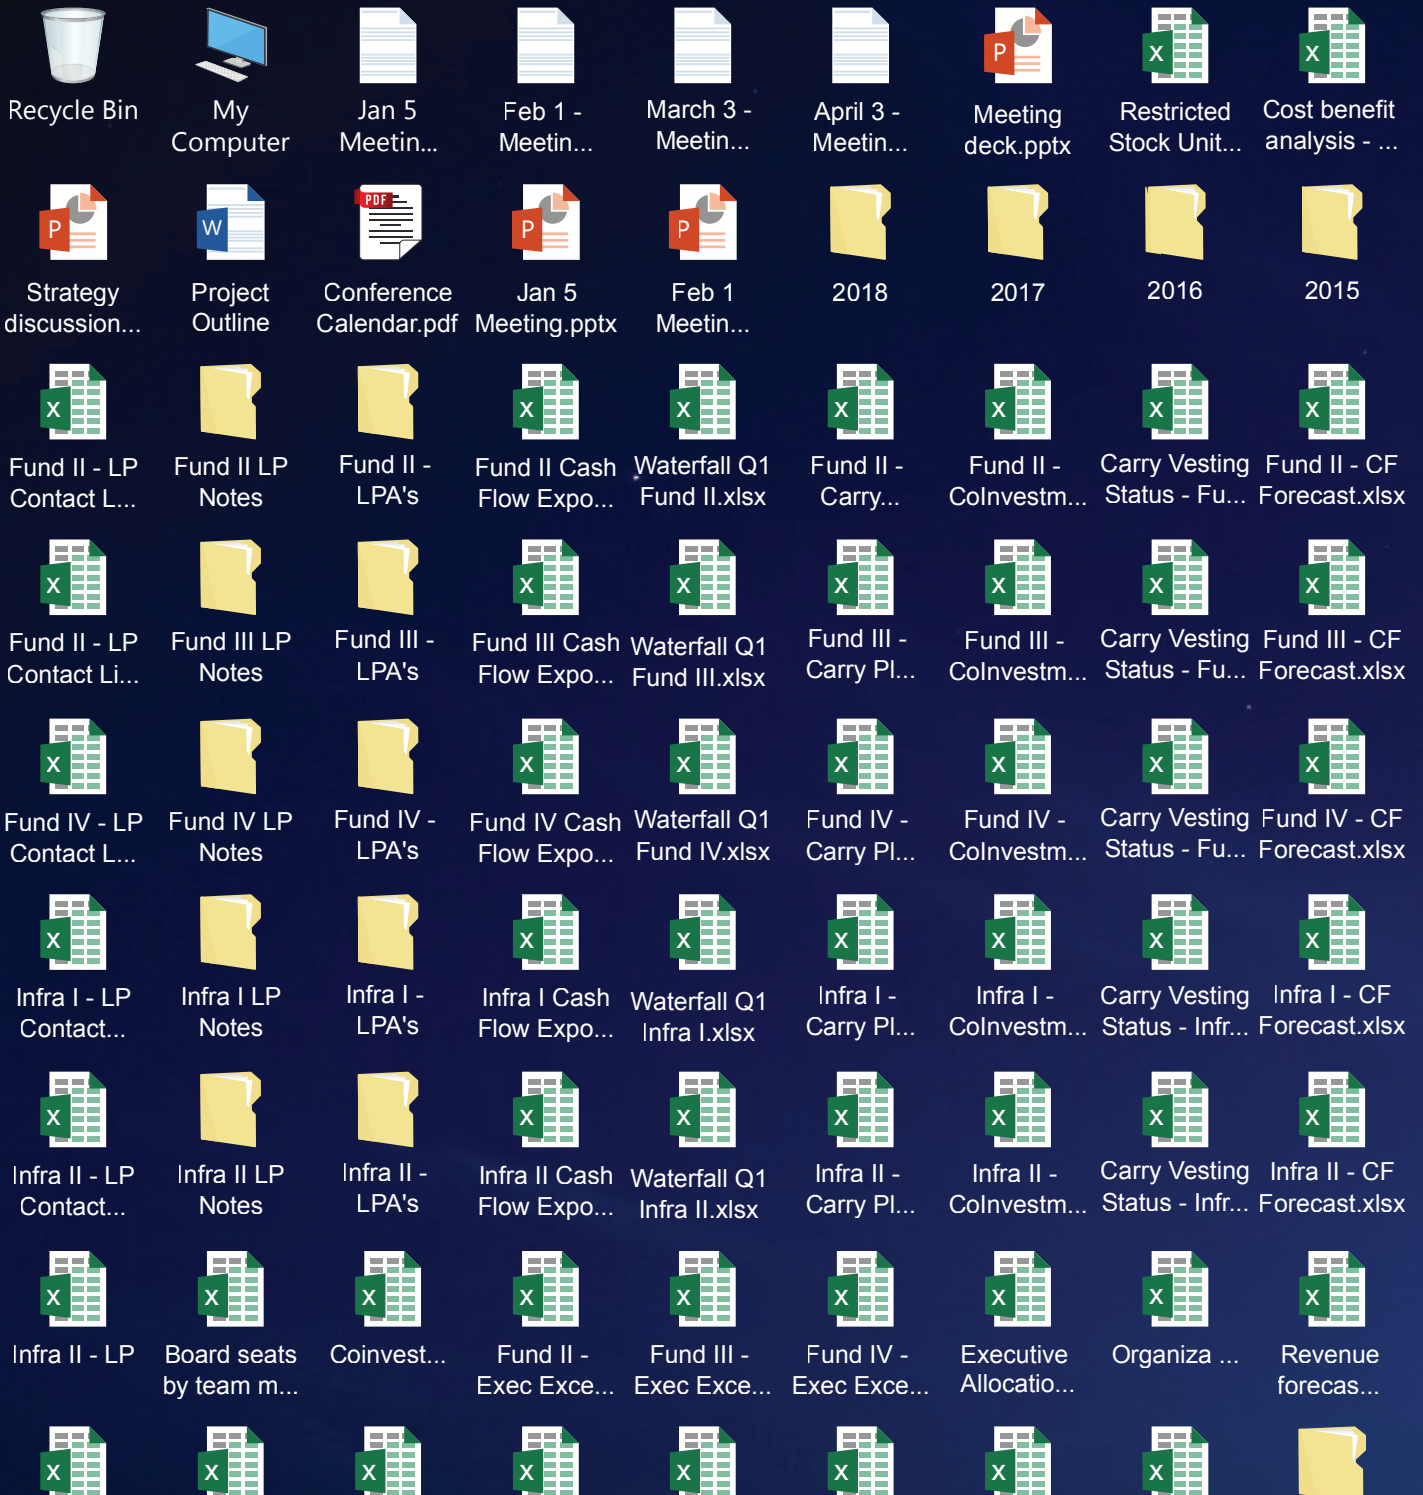 Recycle Bin
My
Computer
Jan 5
Meetin...
Feb 1 -
Meetin...
March 3 -
Meetin...
April 3 -
Meetin...
P
Meeting
deck.pptx
X
Restricted
Stock Unit...
X
Cost benefit
analysis - ...
P
Strategy
discussion...
W
Project
Outline
PDF
Conference
Calendar.pdf
P
Jan 5
Meeting.pptx
P
Feb 1
Meetin...
2018
2017
2016
2015
X
Fund II - LP
Contact L...
Fund II LP
Notes
Fund II -
LPA's
X
Fund II Cash
Flow Expo...
X
Waterfall Q1
Fund II.xlsx
X
Fund II -
Carry...
X
Fund II -
CoInvestm...
X
Carry Vesting
Status - Fu...
X
Fund II - CF
Forecast.xlsx
X
Fund II - LP
Contact Li...
Fund III LP
Notes
Fund III -
LPA's
X
Fund III Cash
Flow Expo...
X
Waterfall Q1
Fund III.xlsx
X
Fund III -
Carry Pl...
X
Fund III -
CoInvestm...
X
Carry Vesting
Status - Fu...
X
Fund III - CF
Forecast.xlsx
X
Fund IV - LP
Contact L...
Fund IV LP
Notes
Fund IV -
LPA's
X
Fund IV Cash
Flow Expo...
X
Waterfall Q1
Fund IV.xlsx
X
Fund IV -
Carry Pl...
X
Fund IV -
CoInvestm...
X
Carry Vesting
Status - Fu...
X
Fund IV - CF
Forecast.xlsx
X
Infra I - LP
Contact...
Infra I LP
Notes
Infra I -
LPA's
X
Infra I Cash
Flow Expo...
X
Waterfall Q1
Infra I.xlsx
X
Infra I -
Carry Pl...
X
Infra I -
CoInvestm...
X
Carry Vesting
Status - Infr...
X
Infra I - CF
Forecast.xlsx
X
Infra II - LP
Contact...
Infra II LP
Notes
Infra II -
LPA's
X
Infra II Cash
Flow Expo...
X
Waterfall Q1
Infra II.xlsx
X
Infra II -
Carry Pl...
X
Infra II -
CoInvestm...
X
Carry Vesting
Status - Infr...
X
Infra II - CF
Forecast.xlsx
X
Infra II - LP
X
Board seats
by team m...
X
Coinvest...
X
Fund II -
Exec Exce...
X
Fund III -
Exec Exce...
X
Fund IV -
Exec Exce...
X
Executive
Allocatio...
X
Organiza ...
X
Revenue
forecas...
X
X
X
X
X
X
X
X